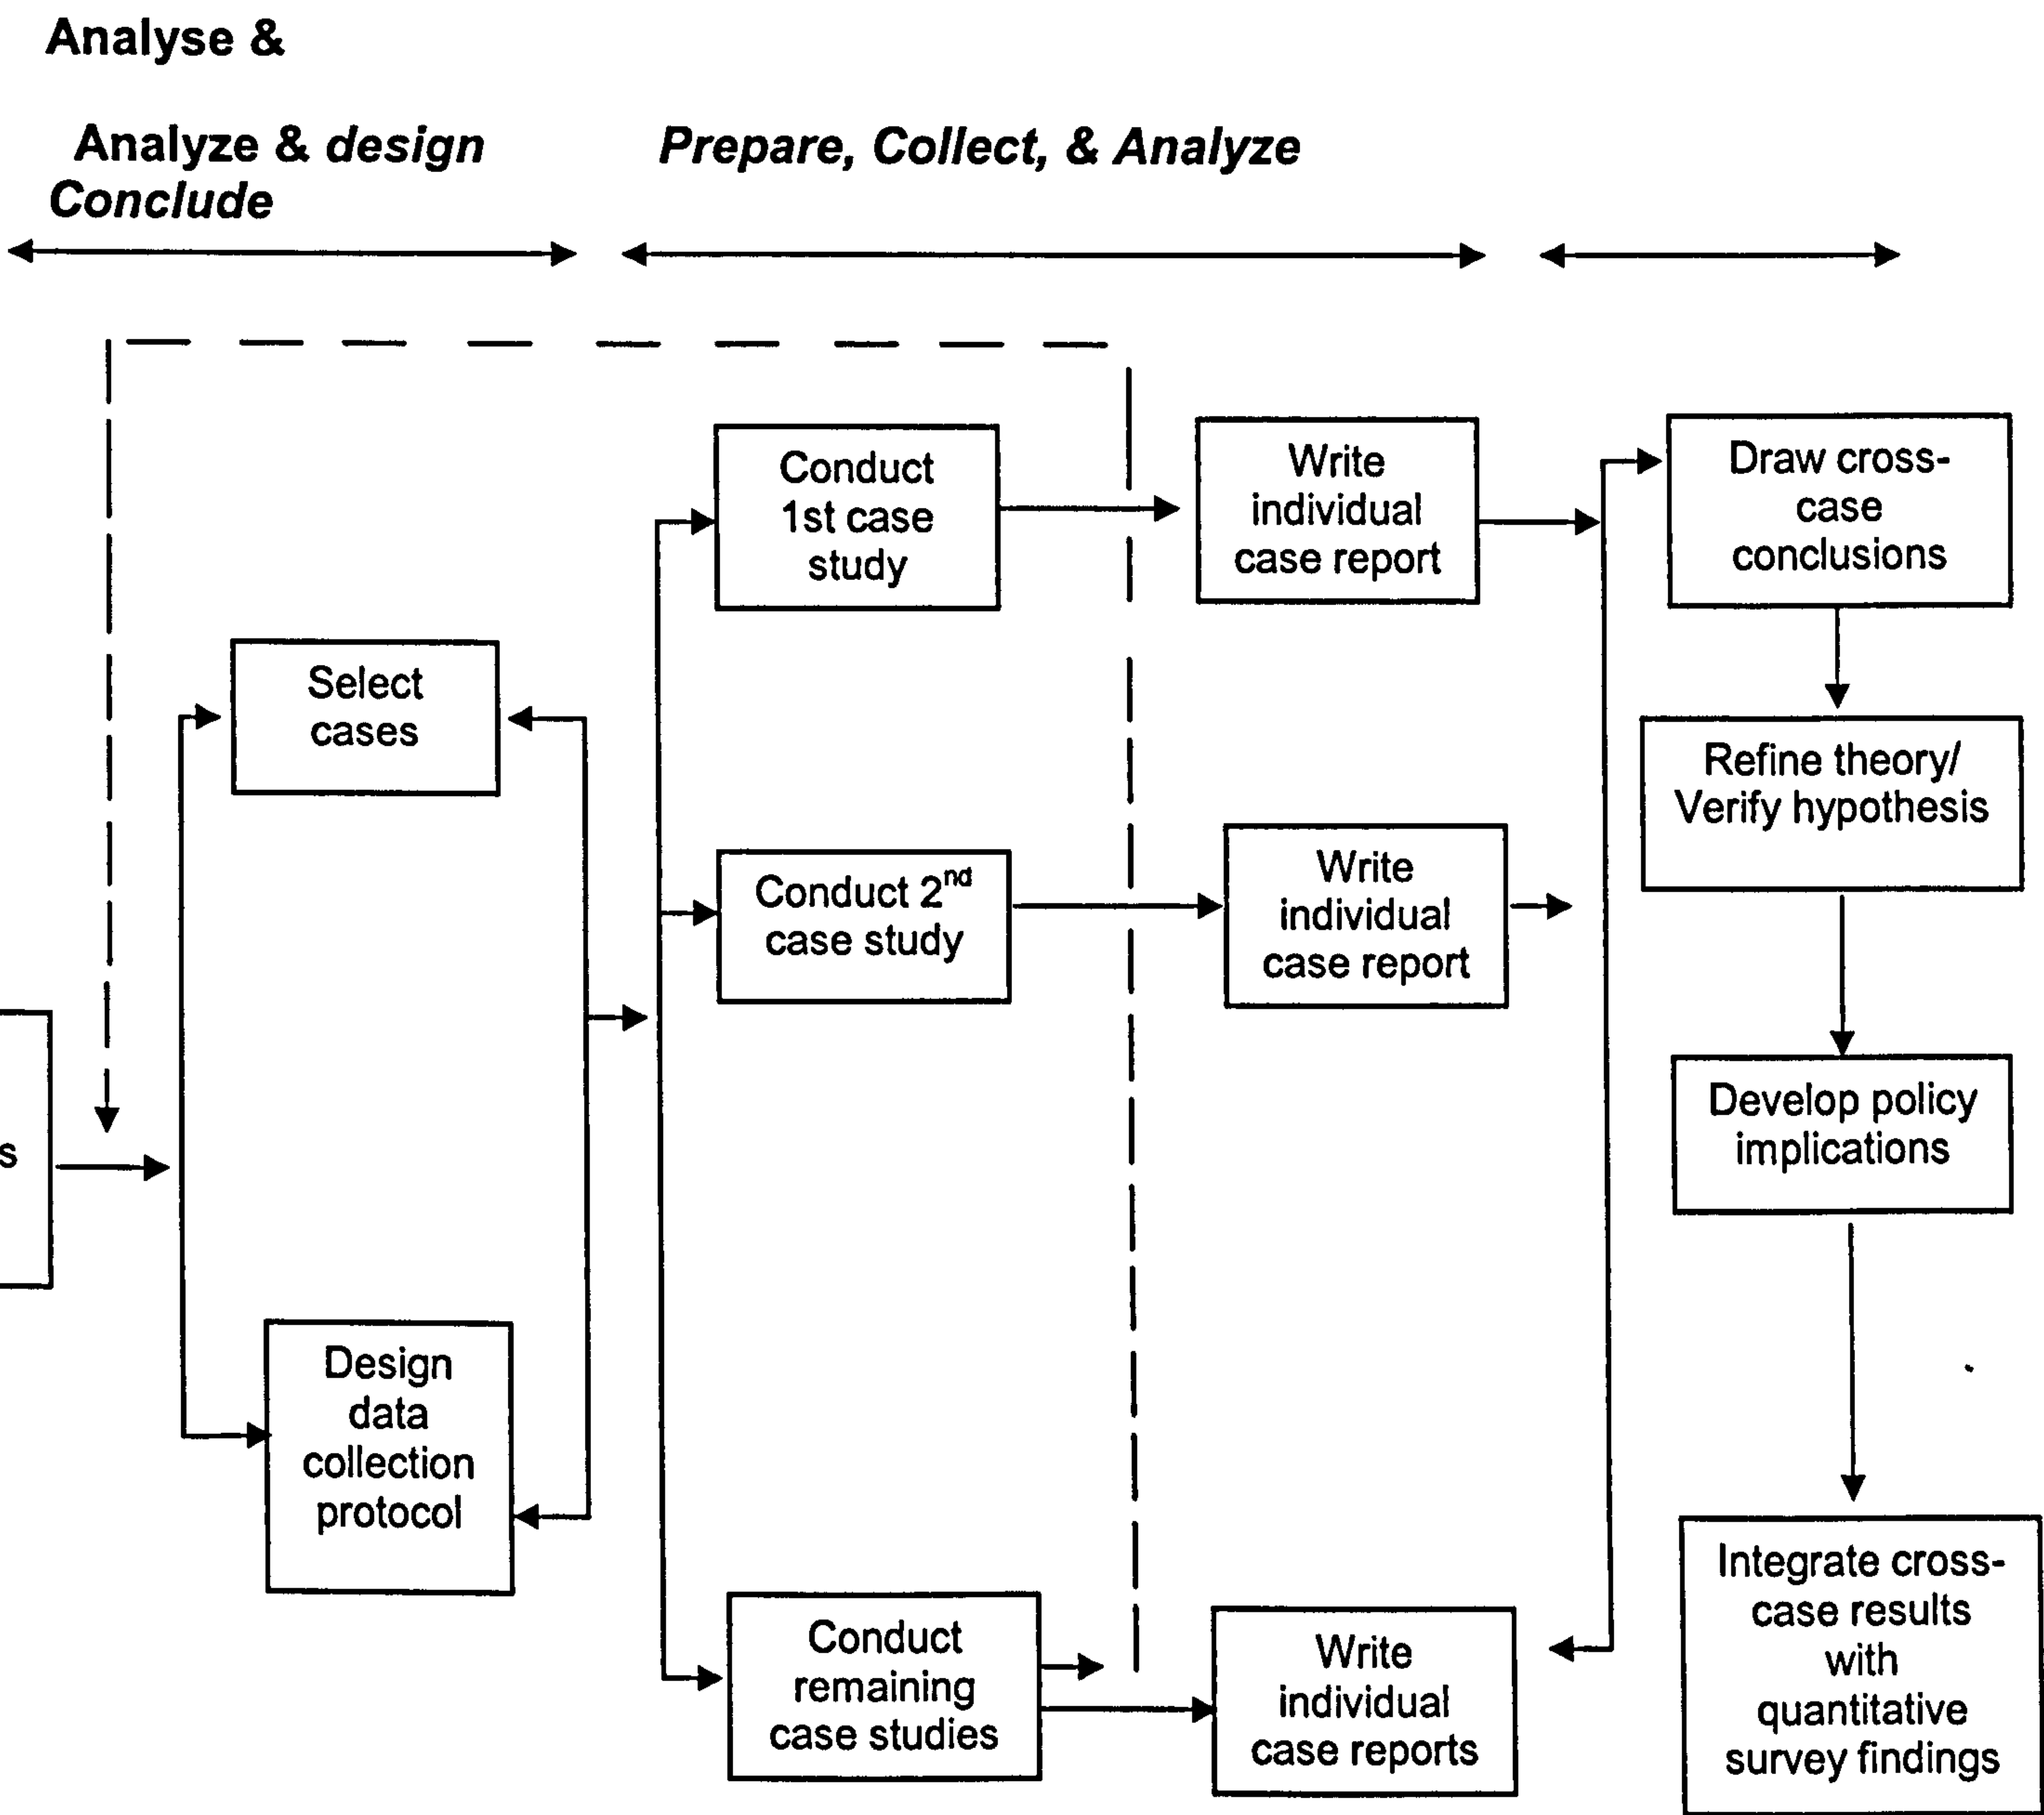 Analyse &
Analyze & design
Prepare, Collect, & Analyze
Conclude
s
Select
cases
Design
data
collection
protocol
Conduct
1st case
study
Conduct 2nd
case study
Conduct
remaining
case studies
Write
individual
case report
Write
individual
case report
Write
individual
case reports
Draw cross-
case
conclusions
Refine theory/
Verify hypothesis
Develop policy
implications
Integrate cross-
case results
with
quantitative
survey findings